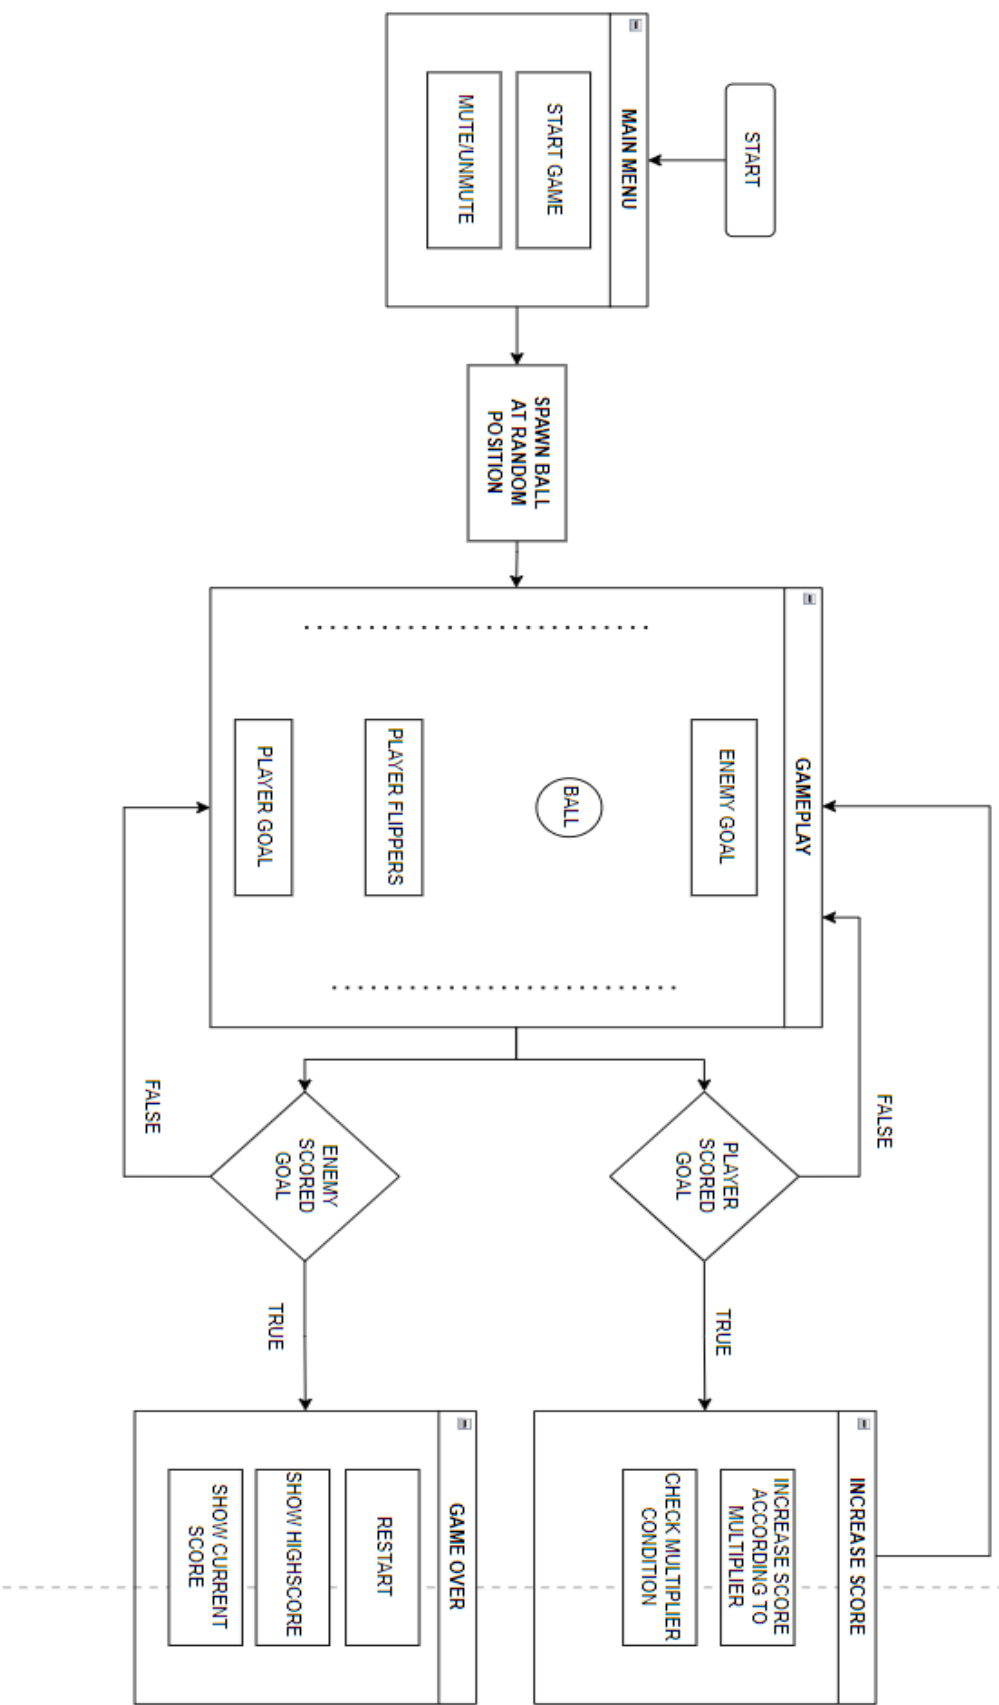 START
MAIN MENU
START GAME
MUTE/UNMUTE
SPAWN BALL
AT RANDOM
POSITION
GAMEPLAY
ENEMY GOAL
BALL
PLAYER FLIPPERS
PLAYER GOAL
FALSE
PLAYER
SCORED
GOAL
TRUE
FALSE
ENEMY
SCORED
GOAL
TRUE
INCREASE SCORE
INCREASE SCORE
ACCORDING TO
MULTIPLIER
CHECK MULTIPLIER
CONDITION
GAME OVER
RESTART
SHOW HIGHSCORE
SHOW CURRENT
SCORE